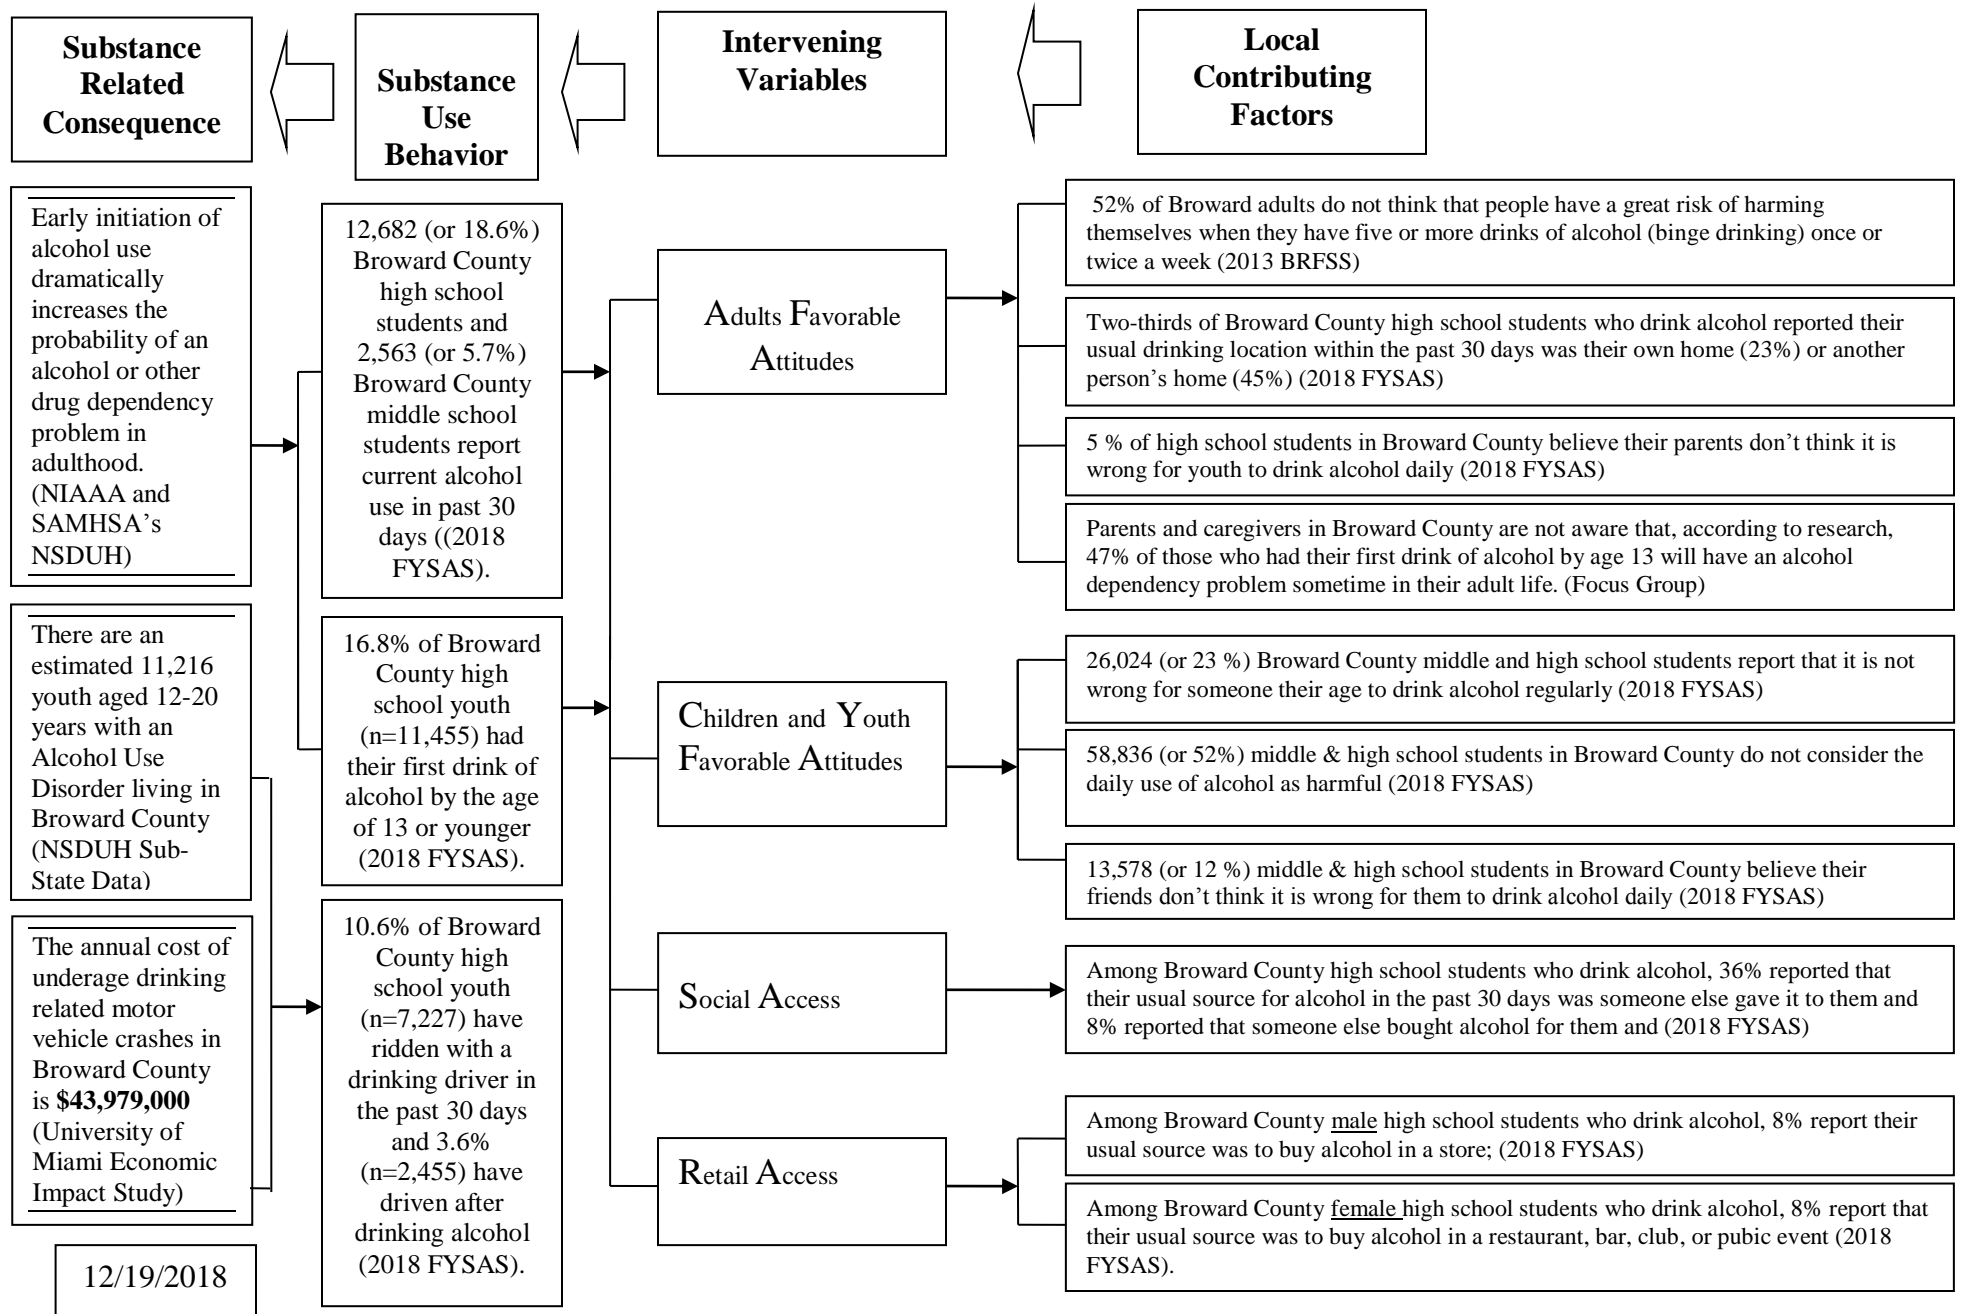 Substance
Related
Consequence
Substance
Use
Behavior
Intervening
Variables
Local
Contributing
Factors
Early initiation of
alcohol use
dramatically
increases the
probability of an
alcohol or other
drug dependency
problem in
adulthood.
(NIAAA and
SAMHSA’s
NSDUH)
There are an
estimated 11,216
youth aged 12-20
years with an
Alcohol Use
Disorder living in
Broward County
(NSDUH Sub-
State Data)
The annual cost of
underage drinking
related motor
vehicle crashes in
Broward County
is $43,979,000
(University of
Miami Economic
Impact Study)
12/19/2018
12,682 (or 18.6%)
Broward County
high school
students and
2,563 (or 5.7%)
Broward County
middle school
students report
current alcohol
use in past 30
days ((2018
FYSAS).
16.8% of Broward
County high
school youth
(n=11,455) had
their first drink of
alcohol by the age
of 13 or younger
(2018 FYSAS).
10.6% of Broward
County high
school youth
(n=7,227) have
ridden with a
drinking driver in
the past 30 days
and 3.6%
(n=2,455) have
driven after
drinking alcohol
(2018 FYSAS).
Adults Favorable
Attitudes
Children and Youth
Favorable Attitudes
Social Access
Retail Access
52% of Broward adults do not think that people have a great risk of harming
themselves when they have five or more drinks of alcohol (binge drinking) once or
twice a week (2013 BRFSS)
Two-thirds of Broward County high school students who drink alcohol reported their
usual drinking location within the past 30 days was their own home (23%) or another
person’s home (45%) (2018 FYSAS)
5 % of high school students in Broward County believe their parents don’t think it is
wrong for youth to drink alcohol daily (2018 FYSAS)
Parents and caregivers in Broward County are not aware that, according to research,
47% of those who had their first drink of alcohol by age 13 will have an alcohol
dependency problem sometime in their adult life. (Focus Group)
26,024 (or 23 %) Broward County middle and high school students report that it is not
wrong for someone their age to drink alcohol regularly (2018 FYSAS)
58,836 (or 52%) middle & high school students in Broward County do not consider the
daily use of alcohol as harmful (2018 FYSAS)
13,578 (or 12 %) middle & high school students in Broward County believe their
friends don’t think it is wrong for them to drink alcohol daily (2018 FYSAS)
Among Broward County high school students who drink alcohol, 36% reported that
their usual source for alcohol in the past 30 days was someone else gave it to them and
8% reported that someone else bought alcohol for them and (2018 FYSAS)
Among Broward County male high school students who drink alcohol, 8% report their
usual source was to buy alcohol in a store; (2018 FYSAS)
Among Broward County female high school students who drink alcohol, 8% report that
their usual source was to buy alcohol in a restaurant, bar, club, or pubic event (2018
FYSAS).